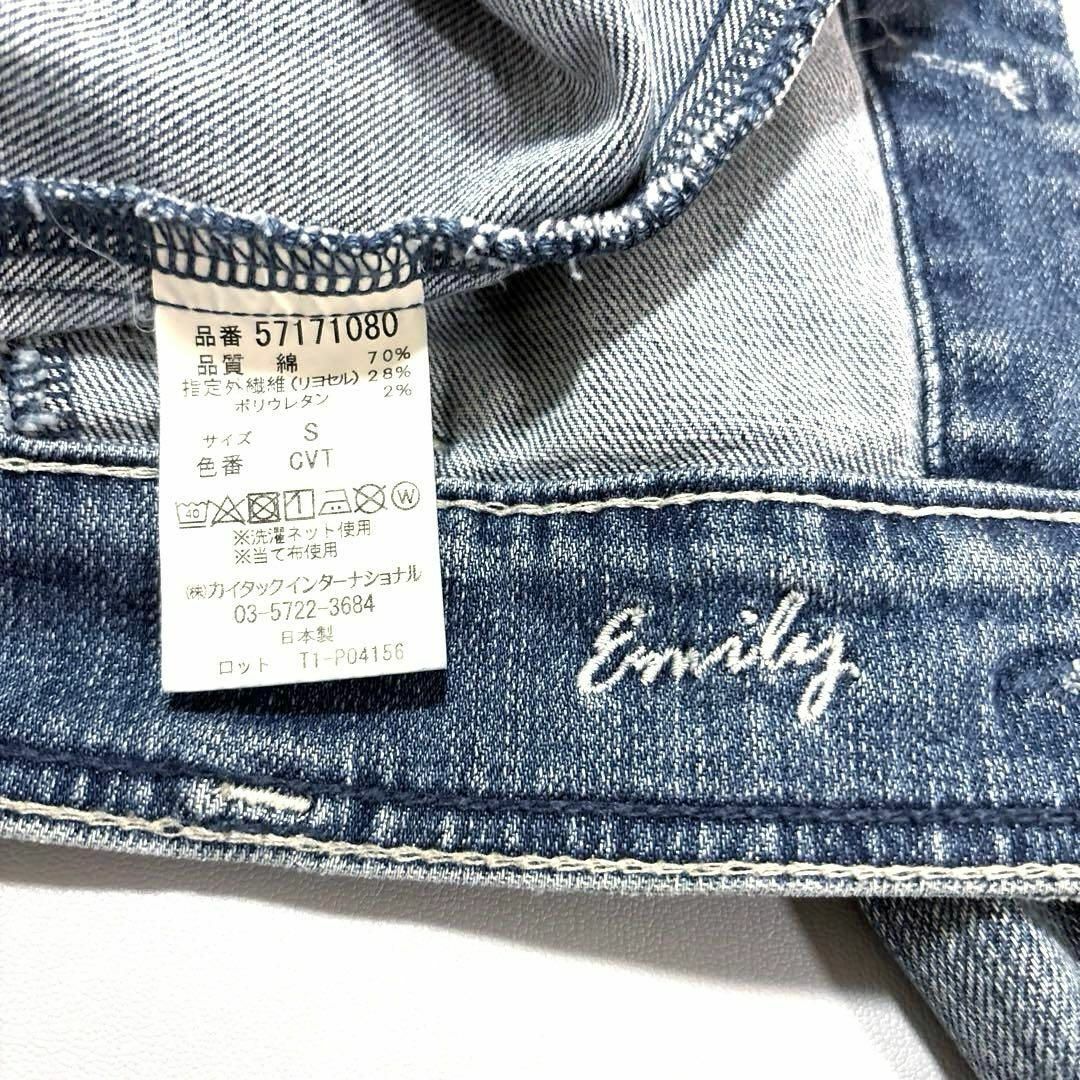 品番 57171080
品質 綿 70%
指定外繊維(リヨセル) 28%
ポリウレタン 2%
サイズ S
色番 CVT
40 W
※洗濯ネット使用
※当て布使用
㈱カイタックインターナショナル
03-5722-3684
日本製
ロット T1-P04156
Emily